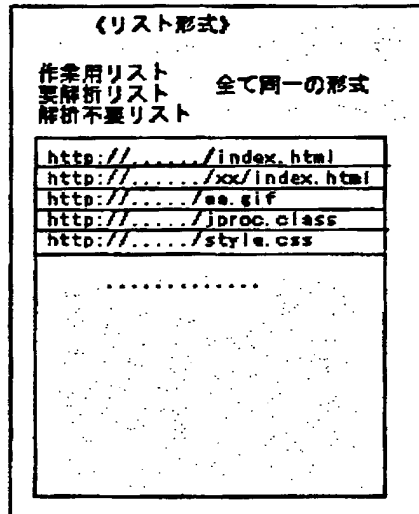 《リスト形式》
作業用リスト
要解析リスト
解析不要リスト
全て同一の形式
http://....../index.html
http://....../xx/index.html
http://...../aa.gif
http://...../jproc.class
http://...../style.css
.............